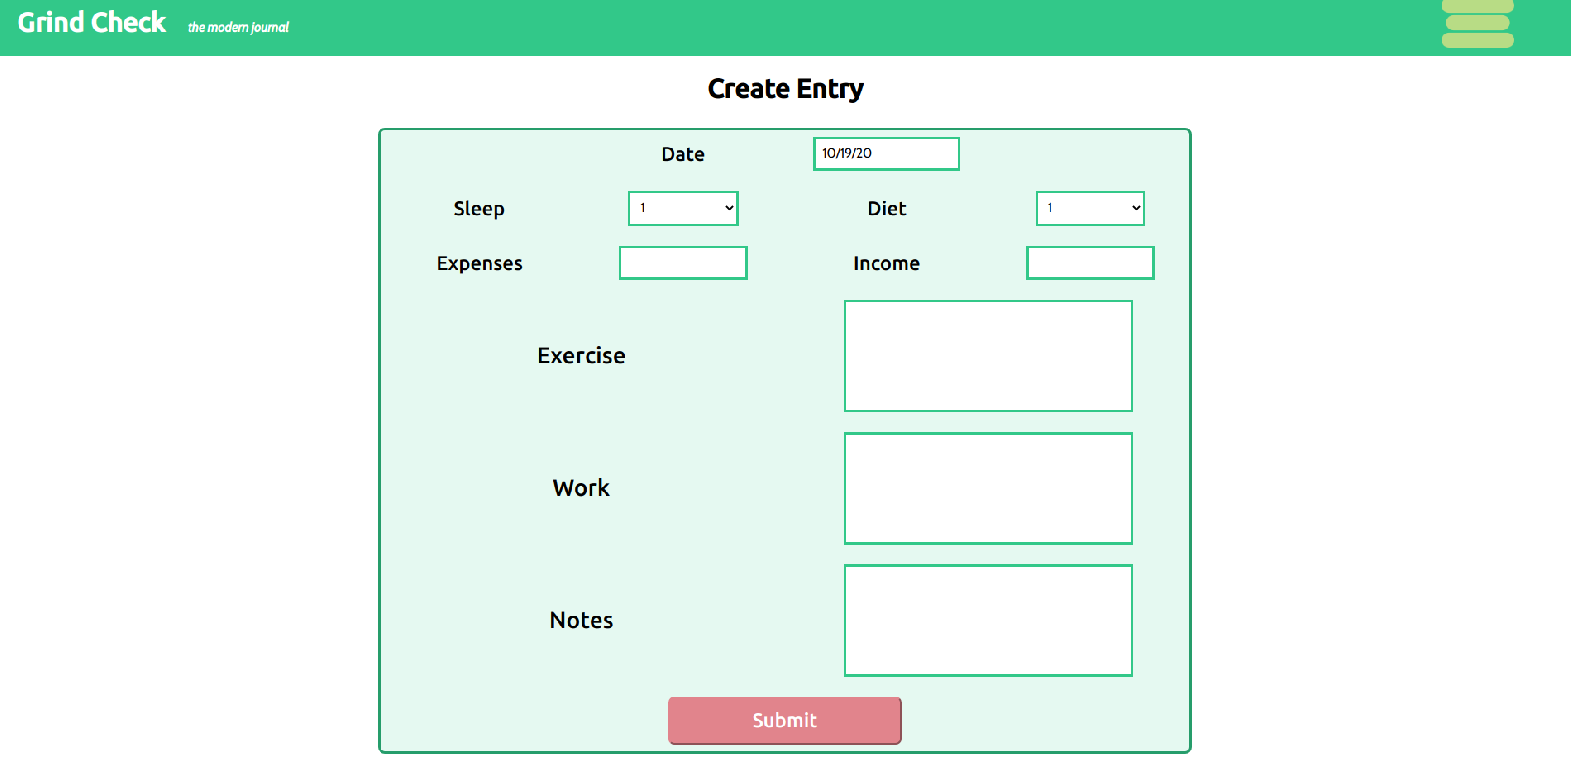 Grind Check the modern journal
Create Entry
Date 10/19/20
Sleep 1 Diet 1
Expenses Income
Exercise
Work
Notes
Submit